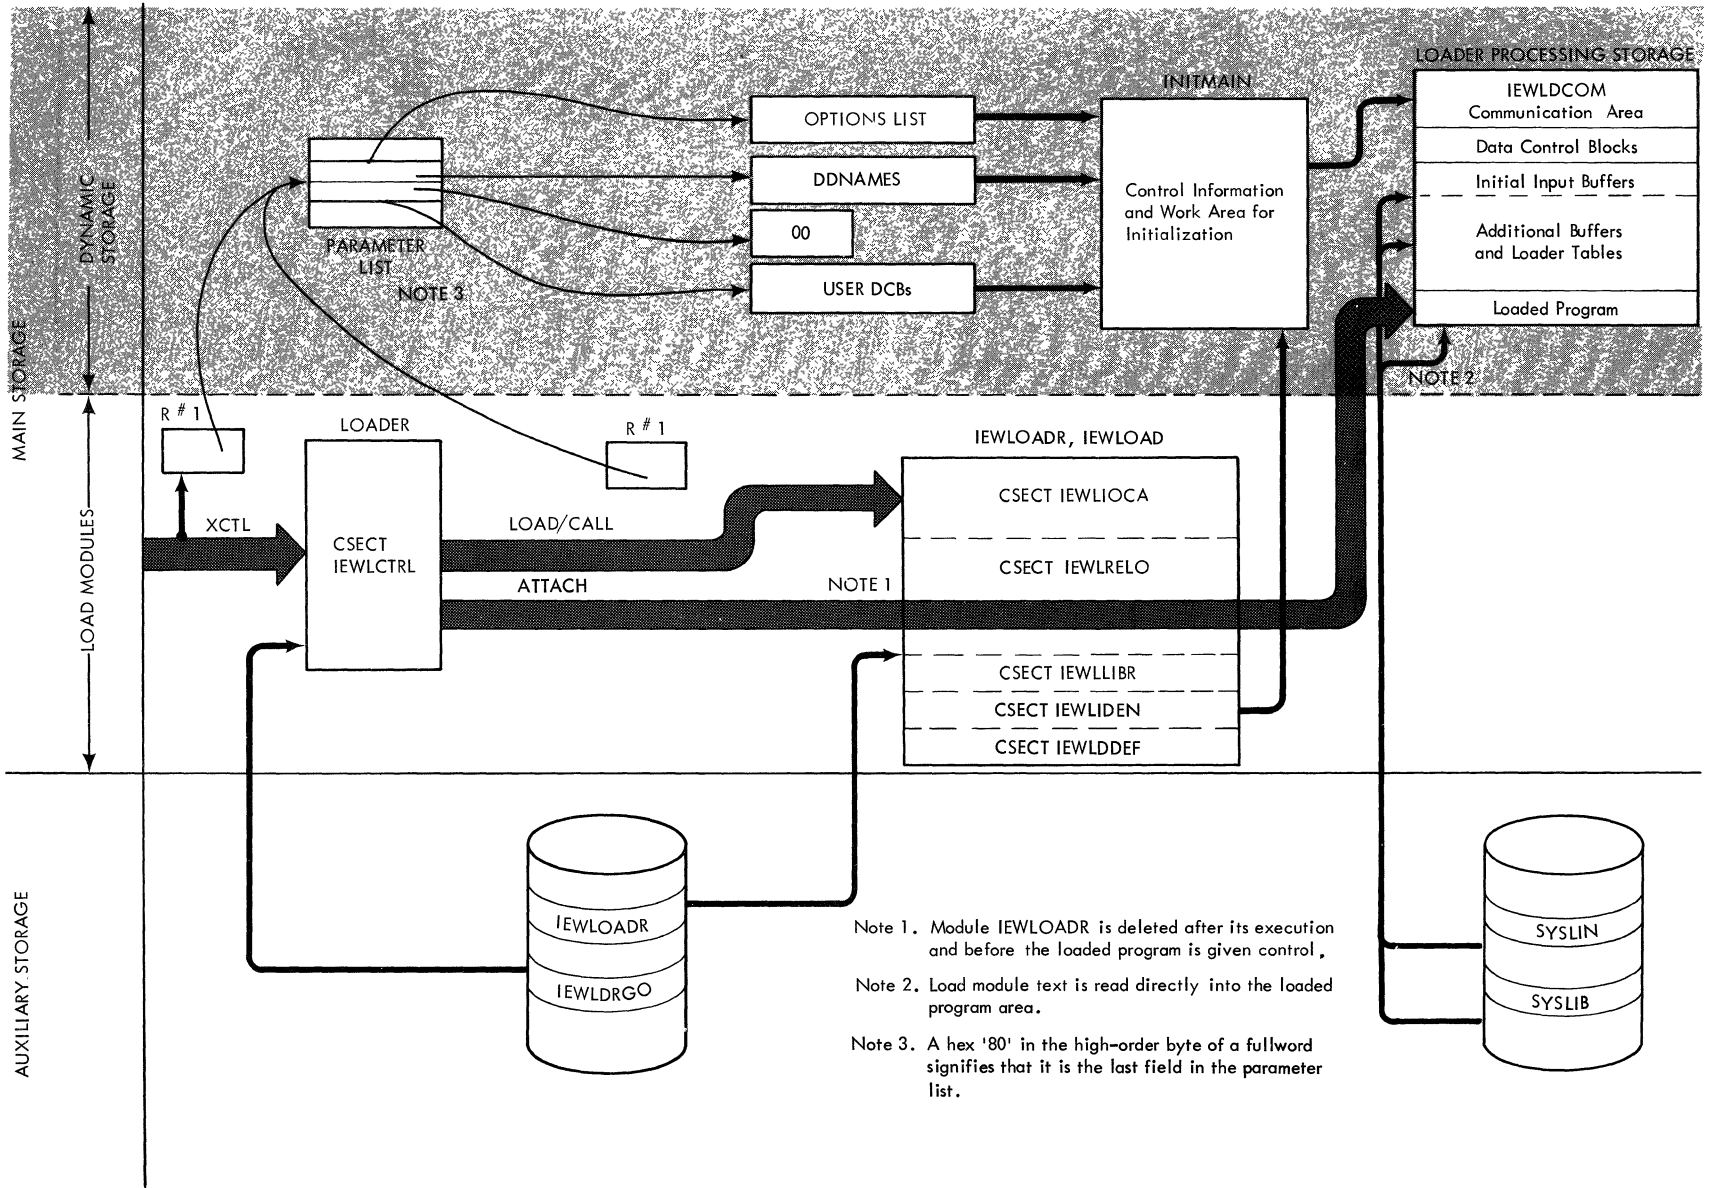 LOADER PROCESSING STORAGE
INITMAIN
IEWLDCOM
Communication Area
OPTIONS LIST
Data Control Blocks
DDNAMES
Initial Input Buffers
Control Information
and Work Area for
Initialization
DYNAMIC
STORAGE
00
Additional Buffers
and Loader Tables
PARAMETER
LIST
NOTE 3
USER DCBs
Loaded Program
MAIN STORAGE
NOTE 2
R # 1
LOADER
R # 1
IEWLOADR, IEWLOAD
CSECT IEWLIOCA
XCTL
LOAD/CALL
CSECT
IEWLCTRL
CSECT IEWLRELO
LOAD MODULES
ATTACH
NOTE 1
CSECT IEWLLIBR
CSECT IEWLIDEN
CSECT IEWLDDEF
AUXILIARY STORAGE
IEWLOADR
IEWLDRGO
SYSLIN
SYSLIB
Note 1. Module IEWLOADR is deleted after its execution
and before the loaded program is given control.
Note 2. Load module text is read directly into the loaded
program area.
Note 3. A hex '80' in the high-order byte of a fullword
signifies that it is the last field in the parameter
list.